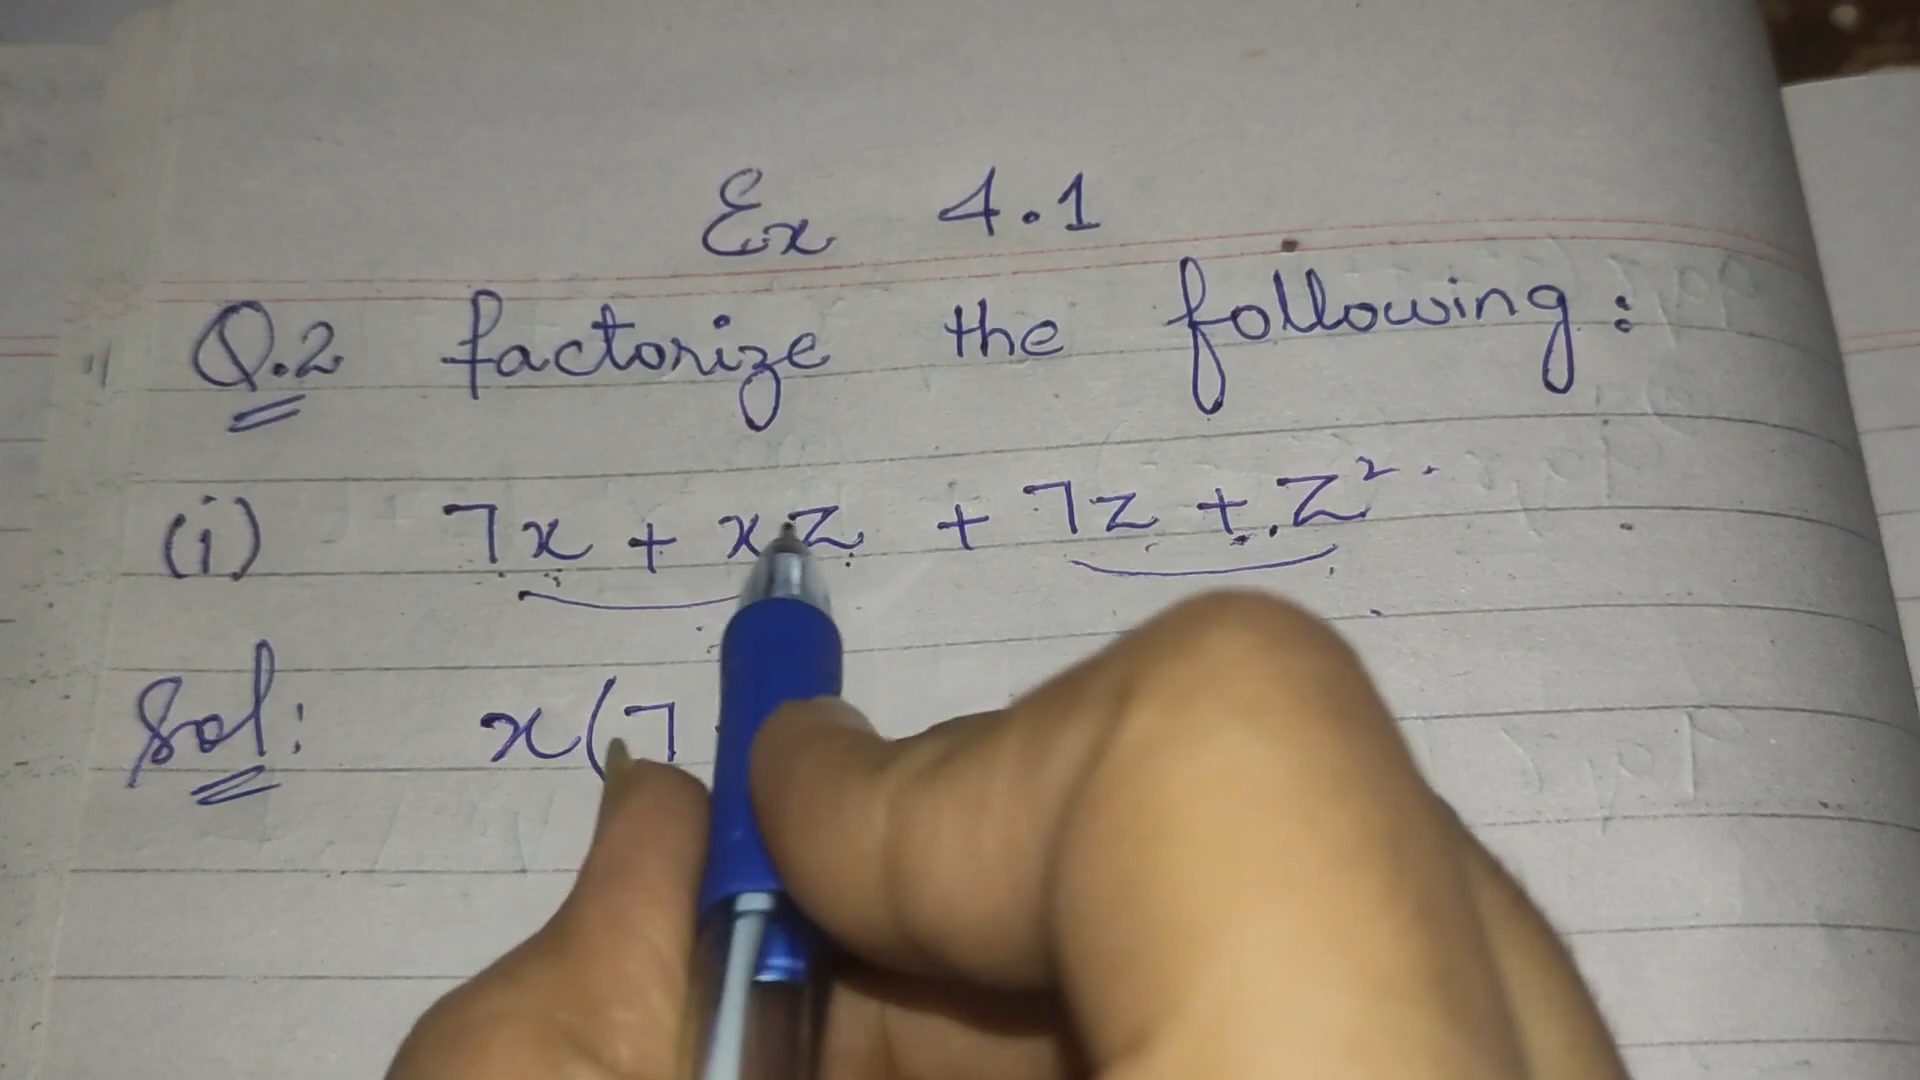 Ex 4.1
Q.2 factorize the following:
(i) 7x + xz + 7z + z².
Sol: x(7